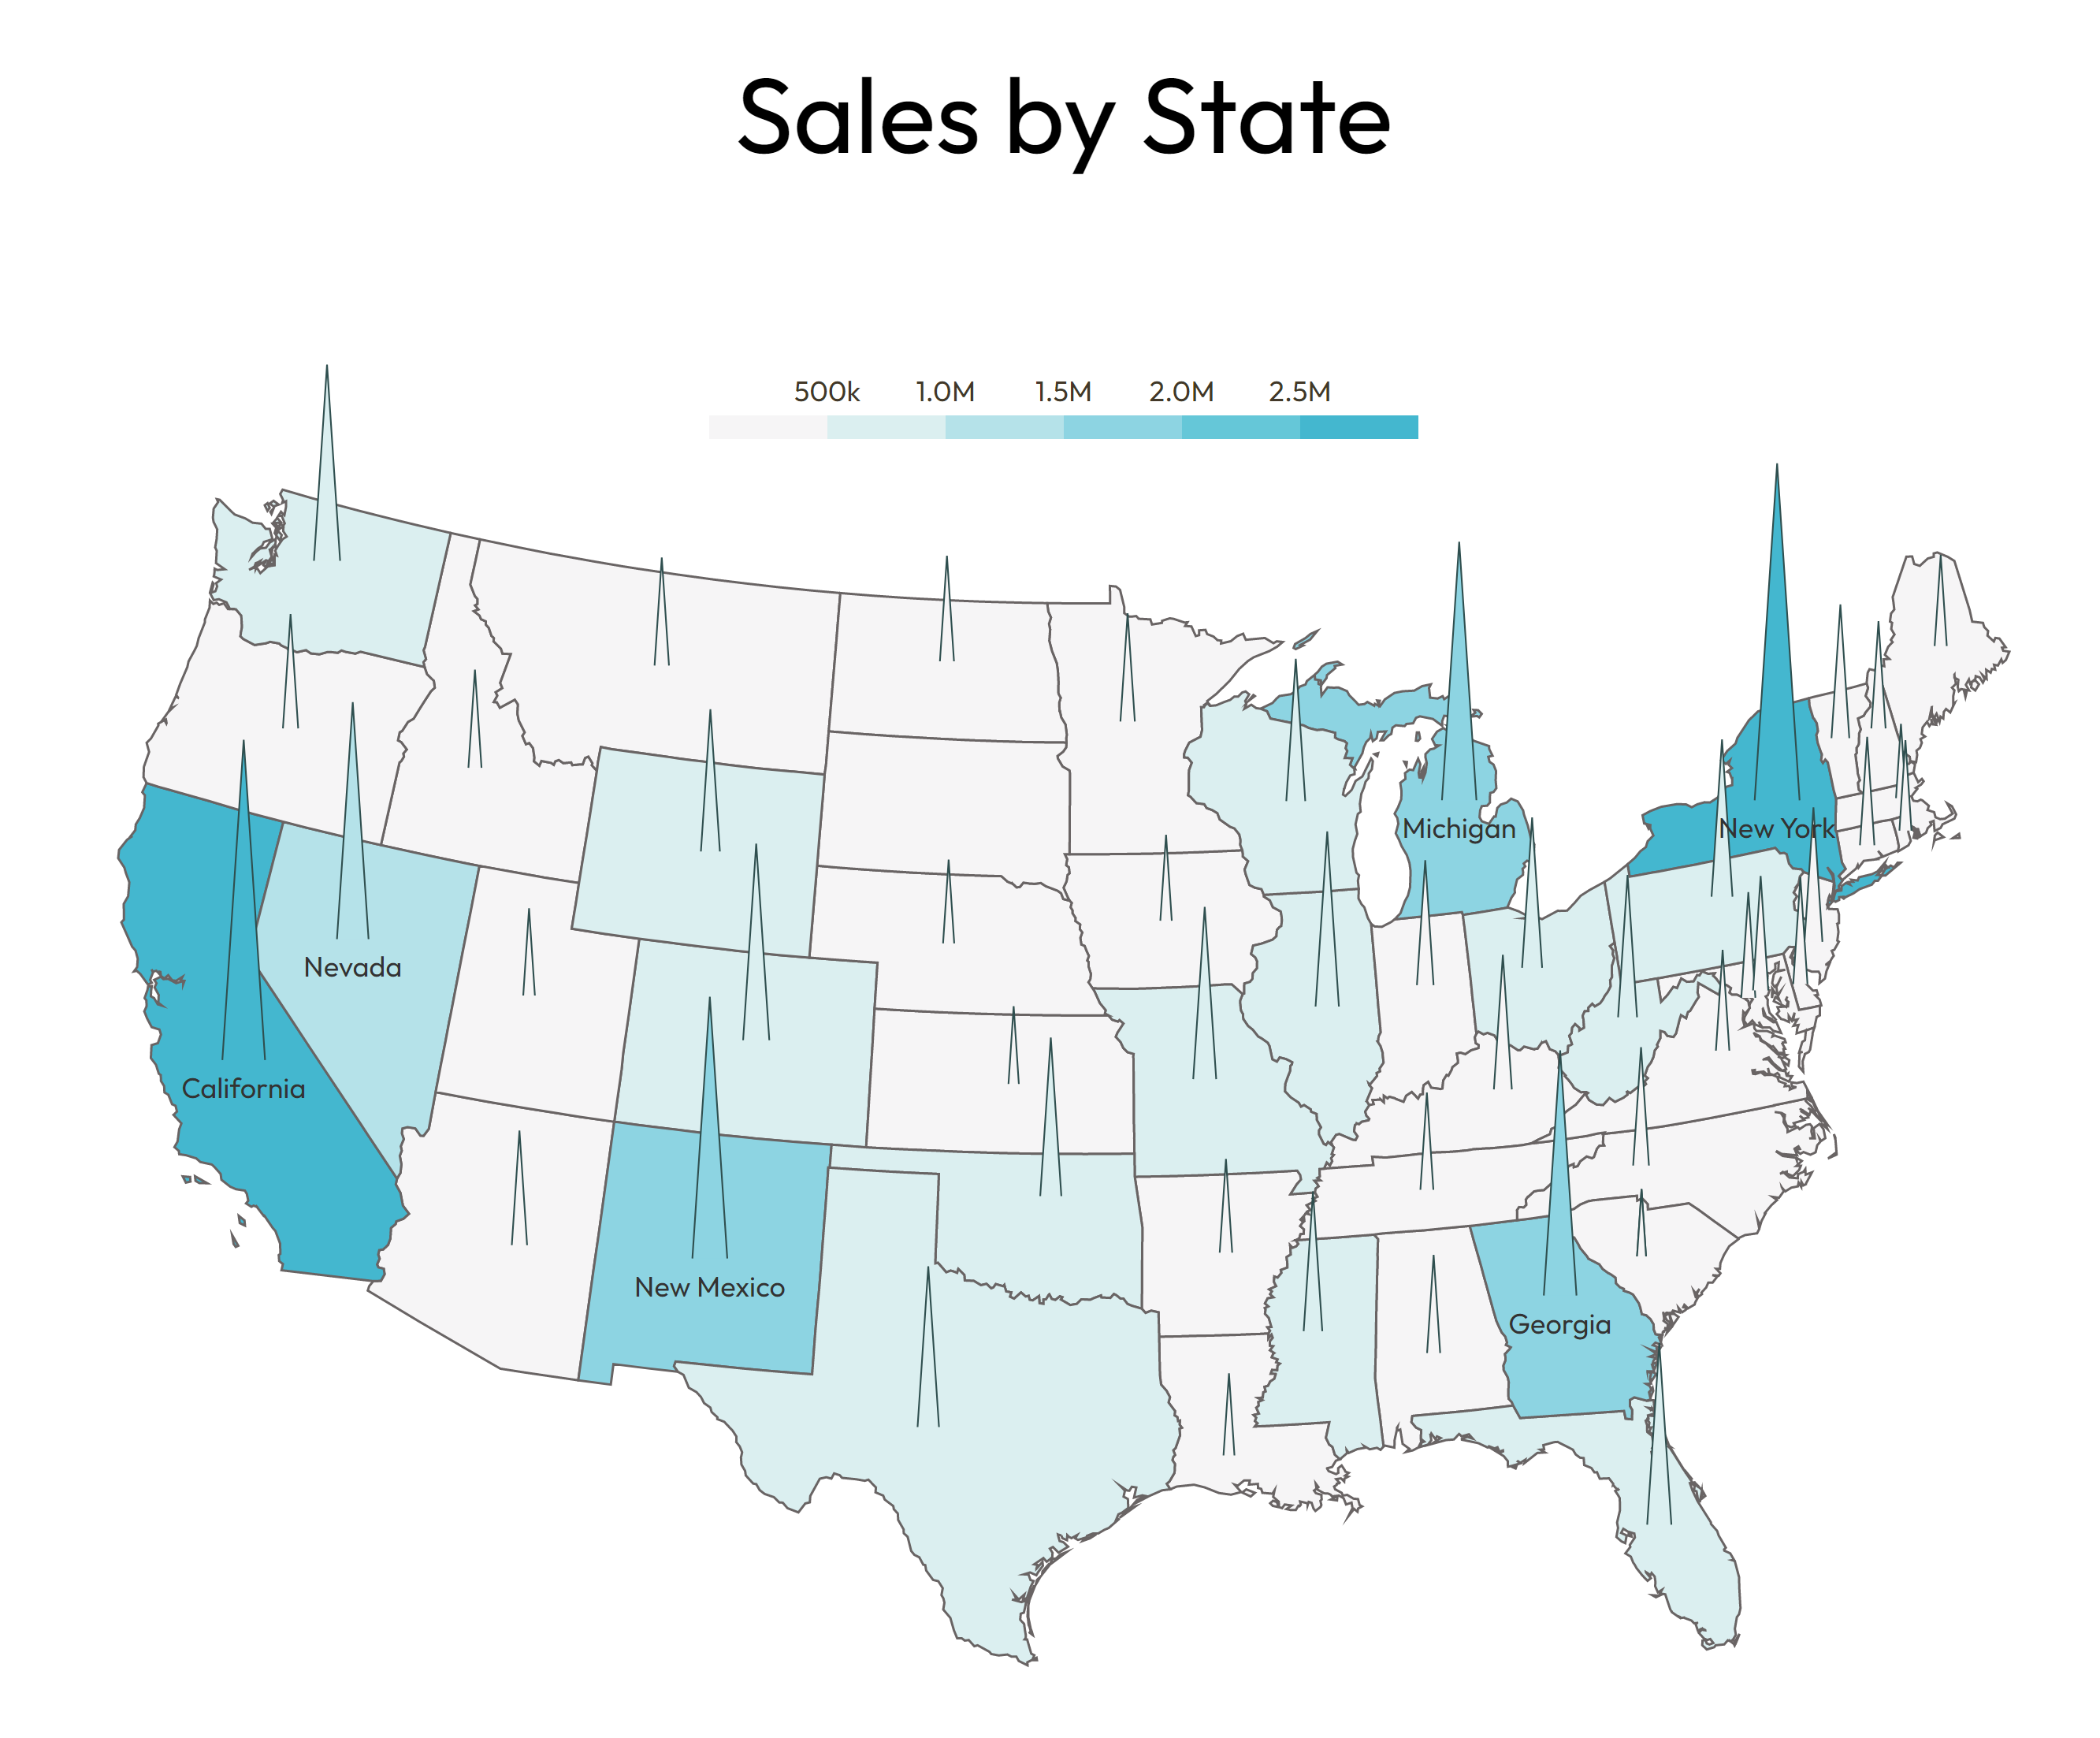 Sales by State
500k 1.0M 1.5M 2.0M 2.5M
Michigan
New York
Nevada
California
New Mexico
Georgia